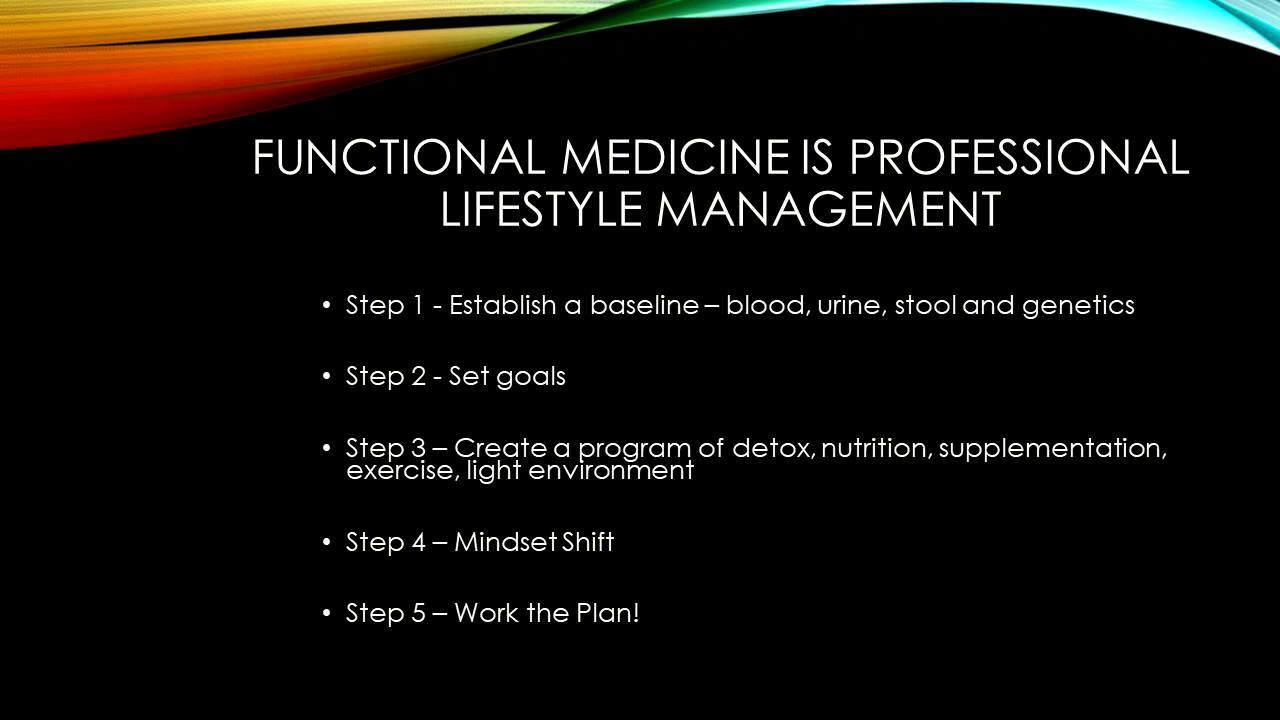 FUNCTIONAL MEDICINE IS PROFESSIONAL
LIFESTYLE MANAGEMENT
• Step 1 - Establish a baseline – blood, urine, stool and genetics
• Step 2 - Set goals
• Step 3 – Create a program of detox, nutrition, supplementation,
exercise, light environment
• Step 4 – Mindset Shift
• Step 5 – Work the Plan!